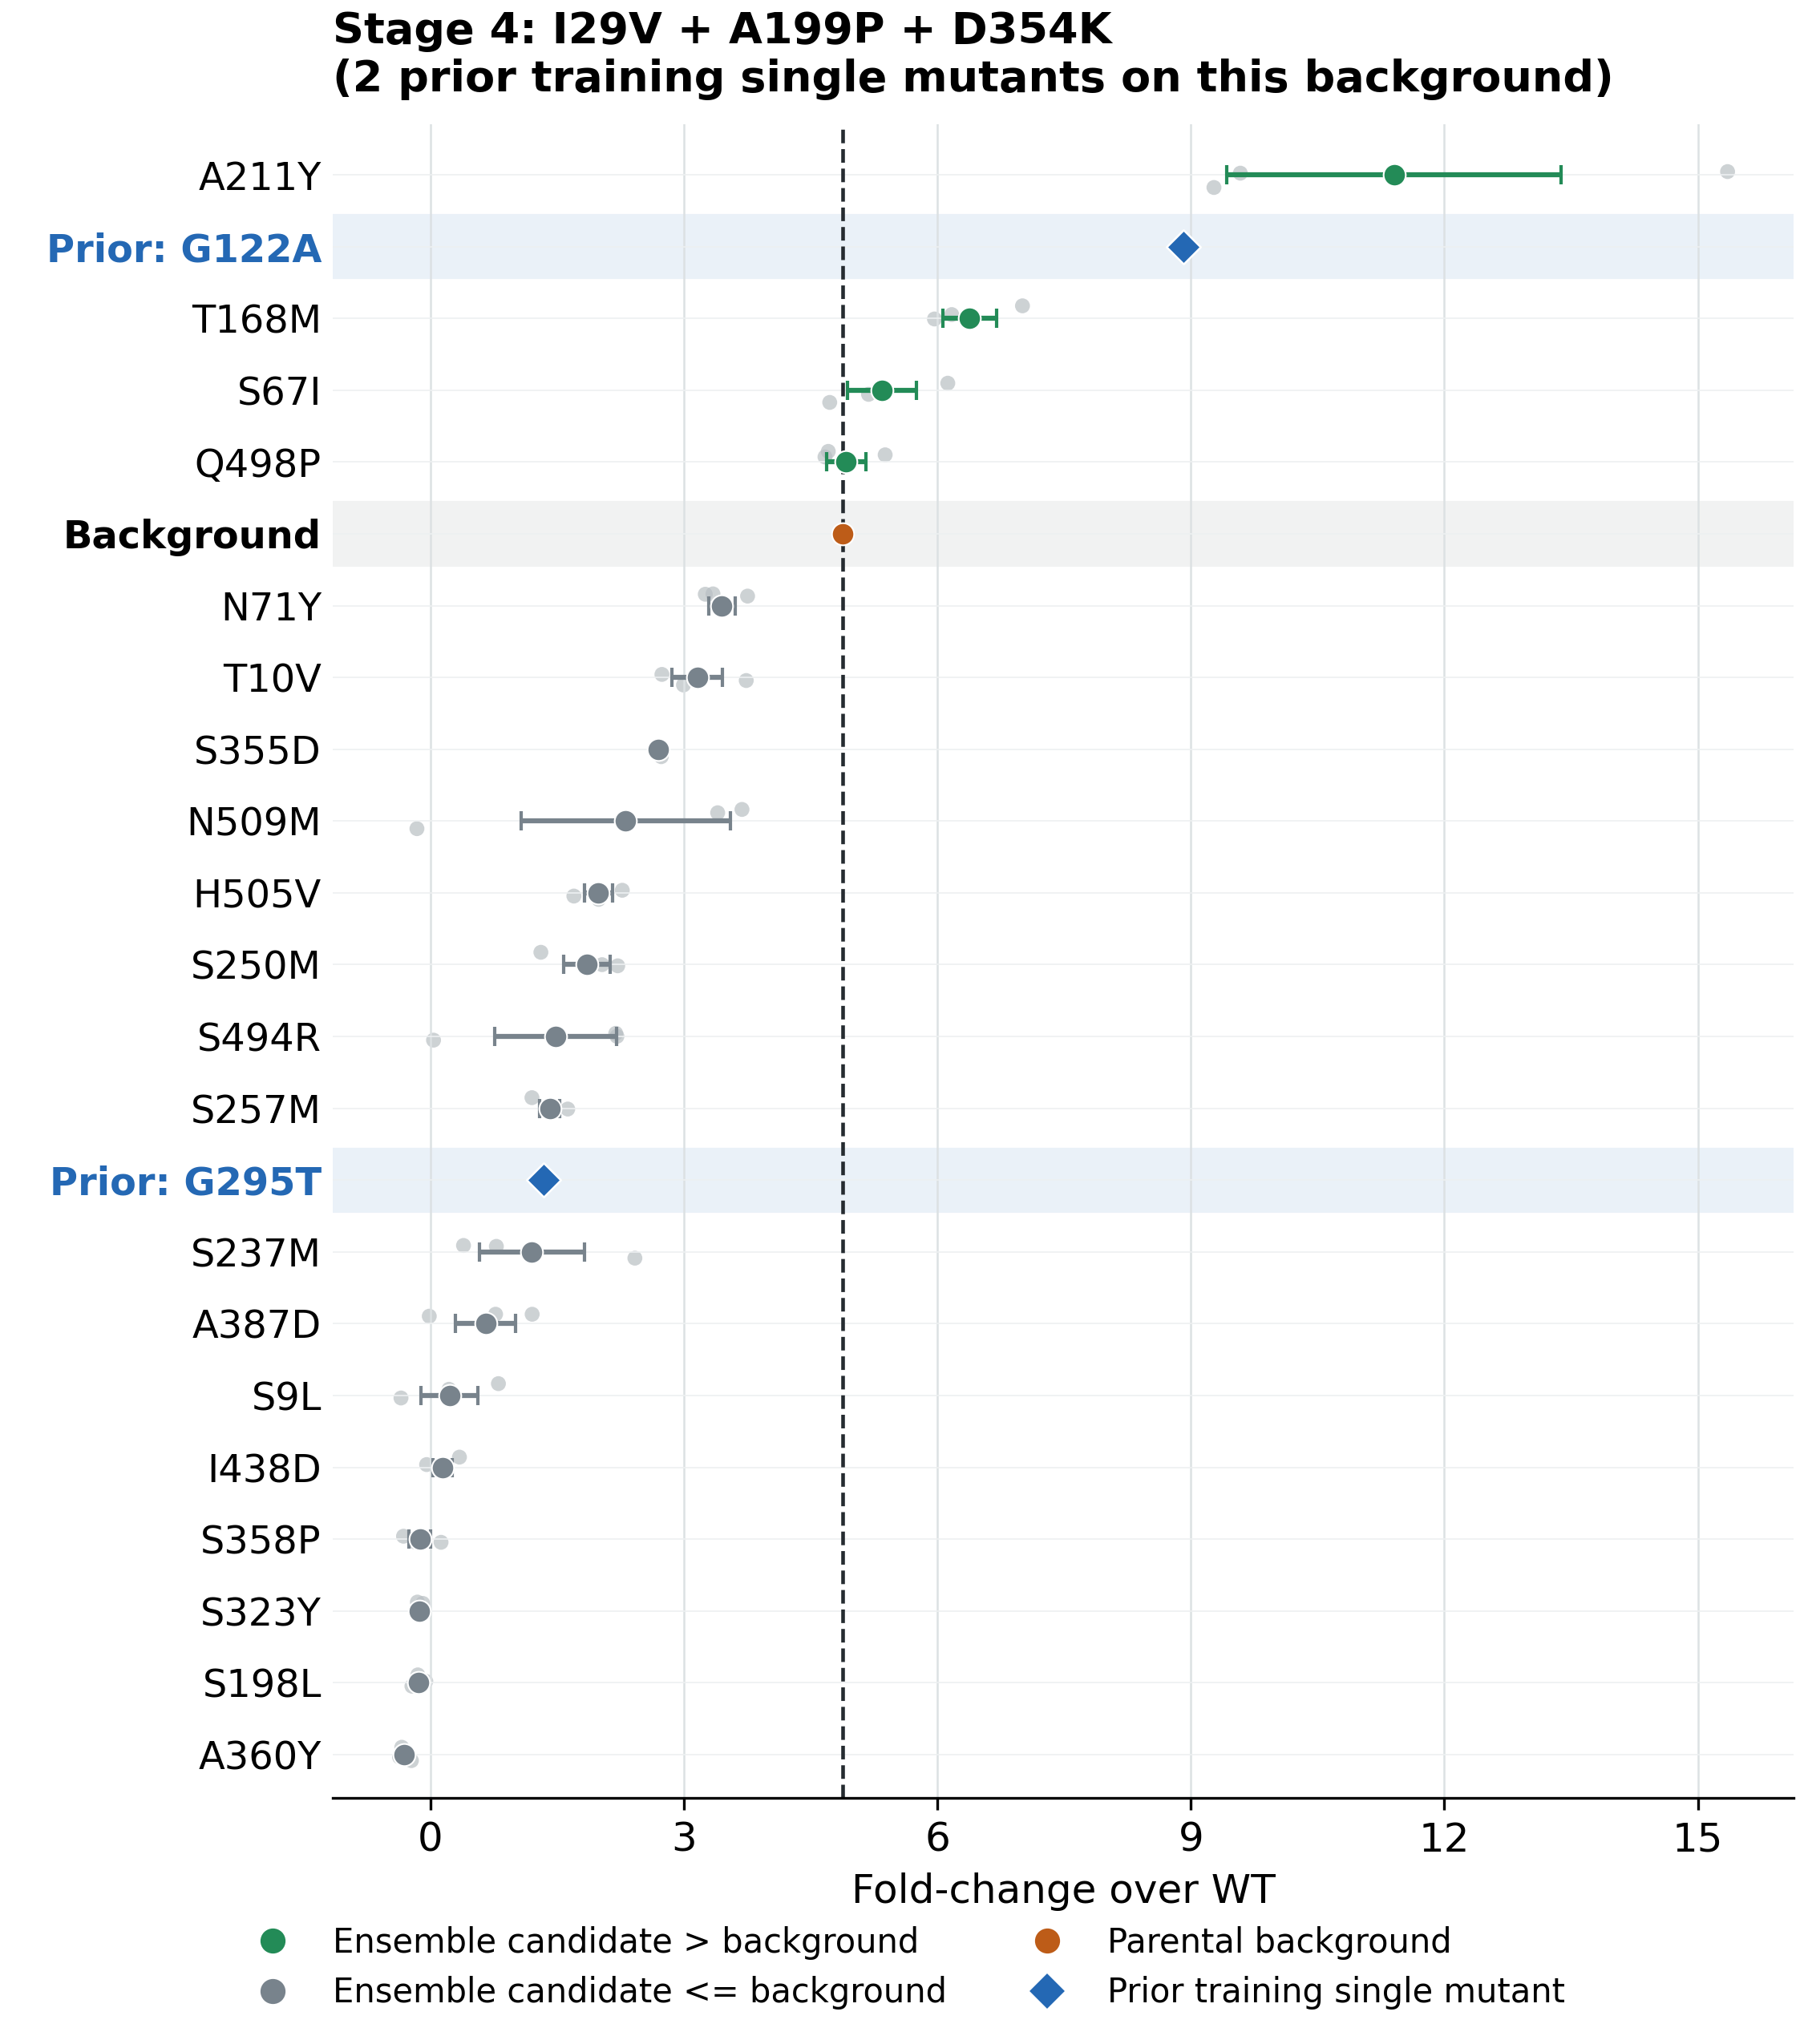 Stage 4: I29V + A199P + D354K
(2 prior training single mutants on this background)
A211Y
Prior: G122A
T168M
S67I
Q498P
Background
N71Y
T10V
S355D
N509M
H505V
S250M
S494R
S257M
Prior: G295T
S237M
A387D
S9L
I438D
S358P
S323Y
S198L
A360Y
0 3 6 9 12 15
Fold-change over WT
Ensemble candidate > background
Ensemble candidate <= background
Parental background
Prior training single mutant